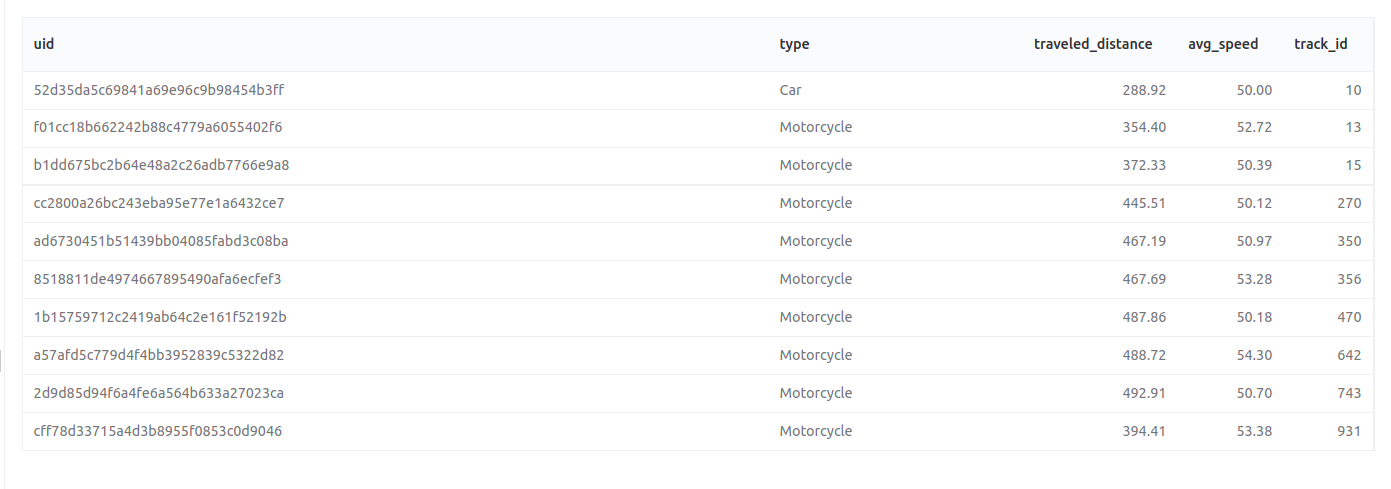 uid type traveled_distance avg_speed track_id
52d35da5c69841a69e96c9b98454b3ff Car 288.92 50.00 10
f01cc18b662242b88c4779a6055402f6 Motorcycle 354.40 52.72 13
b1dd675bc2b64e48a2c26adb7766e9a8 Motorcycle 372.33 50.39 15
cc2800a26bc243eba95e77e1a6432ce7 Motorcycle 445.51 50.12 270
ad6730451b51439bb04085fabd3c08ba Motorcycle 467.19 50.97 350
8518811de4974667895490afa6ecfef3 Motorcycle 467.69 53.28 356
1b15759712c2419ab64c2e161f52192b Motorcycle 487.86 50.18 470
a57afd5c779d4f4bb3952839c5322d82 Motorcycle 488.72 54.30 642
2d9d85d94f6a4fe6a564b633a27023ca Motorcycle 492.91 50.70 743
cff78d33715a4d3b8955f0853c0d9046 Motorcycle 394.41 53.38 931